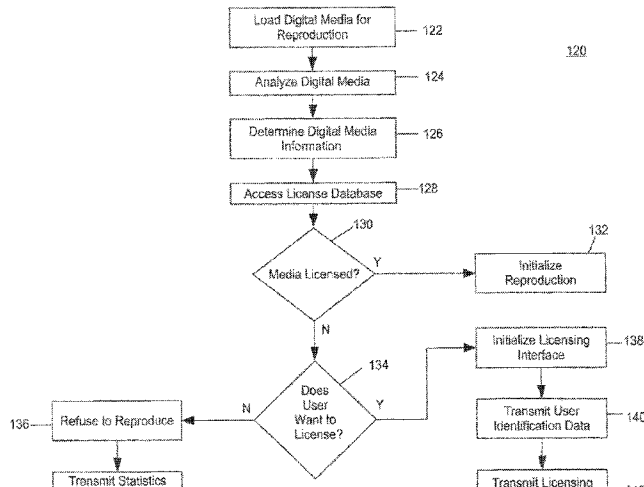 Load Digital Media for
Reproduction
122
120
Analyze Digital Media
124
Determine Digital Media
Information
126
Access License Database
128
130
Media Licensed?
Y
132
Initialize
Reproduction
N
134
Does
User
Want to
License?
N
Y
Initialize Licensing
Interface
138
136
Refuse to Reproduce
Transmit User
Identification Data
140
Transmit Statistics
Transmit Licensing